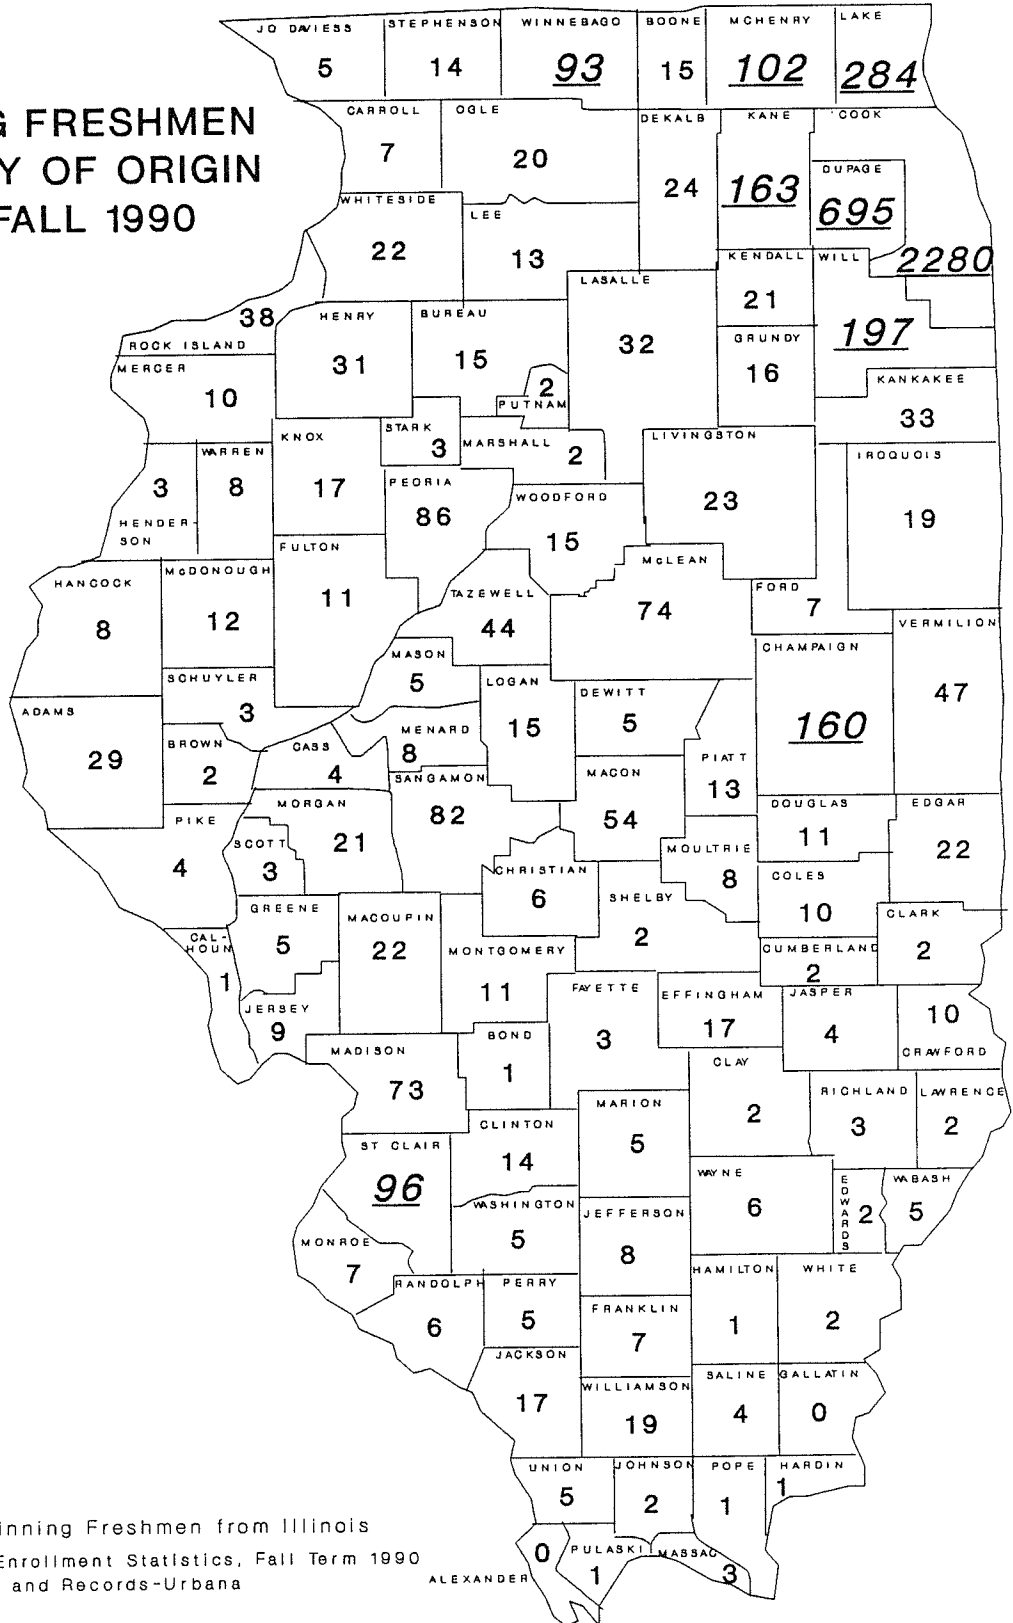 G FRESHMEN
Y OF ORIGIN
FALL 1990
JO DAVIESS
5
STEPHENSON
14
WINNEBAGO
93
BOONE
15
MCHENRY
102
LAKE
284
CARROLL
7
OGLE
20
DEKALB
24
KANE
163
COOK
2280
DUPAGE
695
WHITESIDE
22
LEE
13
LASALLE
32
KENDALL
21
WILL
197
38
ROCK ISLAND
HENRY
31
BUREAU
15
2
PUTNAM
GRUNDY
16
KANKAKEE
33
MERCER
10
STARK
3
MARSHALL
2
LIVINGSTON
23
IROQUOIS
19
3
HENDER-
SON
WARREN
8
KNOX
17
PEORIA
86
WOODFORD
15
McLEAN
74
FORD
7
HANCOCK
8
McDONOUGH
12
FULTON
11
TAZEWELL
44
VERMILION
47
MASON
5
LOGAN
15
DEWITT
5
CHAMPAIGN
160
SCHUYLER
3
ADAMS
29
BROWN
2
CASS
4
MENARD
8
SANGAMON
82
MACON
54
PIATT
13
PIKE
4
SCOTT
3
MORGAN
21
CHRISTIAN
6
MOULTRIE
8
DOUGLAS
11
EDGAR
22
COLES
10
SHELBY
2
CLARK
2
CUMBERLAND
2
GREENE
5
MACOUPIN
22
MONTGOMERY
11
CAL-
HOUN
1
JERSEY
9
FAYETTE
3
EFFINGHAM
17
JASPER
4
10
CRAWFORD
MADISON
73
BOND
1
CLAY
2
RICHLAND
3
LAWRENCE
2
MARION
5
CLINTON
14
ST CLAIR
96
WASHINGTON
5
JEFFERSON
8
WAYNE
6
EDWARDS
2
WABASH
5
MONROE
7
RANDOLPH
6
PERRY
5
FRANKLIN
7
HAMILTON
1
WHITE
2
JACKSON
17
WILLIAMSON
19
SALINE
4
GALLATIN
0
UNION
5
JOHNSON
2
POPE
1
HARDIN
1
0
ALEXANDER
PULASKI
1
MASSAC
3
inning Freshmen from Illinois
Enrollment Statistics, Fall Term 1990
and Records-Urbana